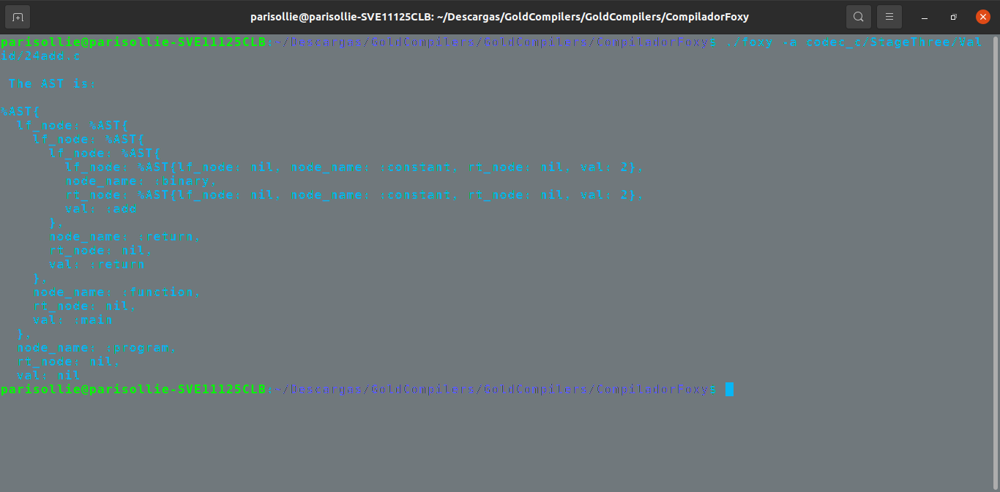 parisollie@parisollie-SVE11125CLB: ~/Descargas/GoldCompilers/GoldCompilers/CompiladorFoxy
parisollie@parisollie-SVE11125CLB:~/Descargas/GoldCompilers/GoldCompilers/CompiladorFoxy$ ./foxy -a codec_c/StageThree/Val
id/24add.c
The AST is:
%AST{
  lf_node: %AST{
    lf_node: %AST{
      lf_node: %AST{
        lf_node: %AST{lf_node: nil, node_name: :constant, rt_node: nil, val: 2},
        node_name: :binary,
        rt_node: %AST{lf_node: nil, node_name: :constant, rt_node: nil, val: 2},
        val: :add
      },
      node_name: :return,
      rt_node: nil,
      val: :return
    },
    node_name: :function,
    rt_node: nil,
    val: :main
  },
  node_name: :program,
  rt_node: nil,
  val: nil
parisollie@parisollie-SVE11125CLB:~/Descargas/GoldCompilers/GoldCompilers/CompiladorFoxy$